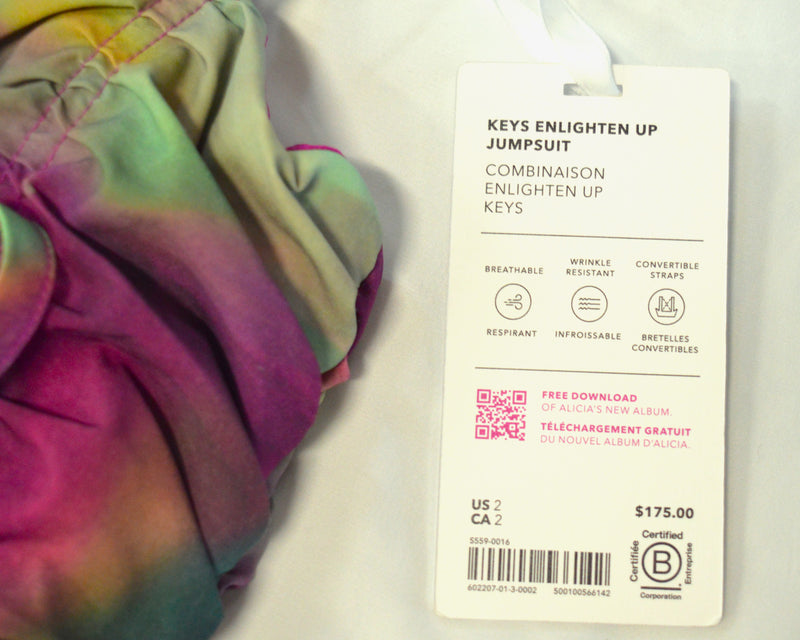 KEYS ENLIGHTEN UP
JUMPSUIT
COMBINAISON
ENLIGHTEN UP
KEYS
BREATHABLE
RESPIRANT
WRINKLE
RESISTANT
INFROISSABLE
CONVERTIBLE
STRAPS
BRETELLES
CONVERTIBLES
FREE DOWNLOAD
OF ALICIA'S NEW ALBUM.
TÉLÉCHARGEMENT GRATUIT
DU NOUVEL ALBUM D'ALICIA.
US 2
CA 2
$175.00
S559-0016
602207-01-3-0002 500100566142
Certified
Certifiée
B
Entreprise
Corporation